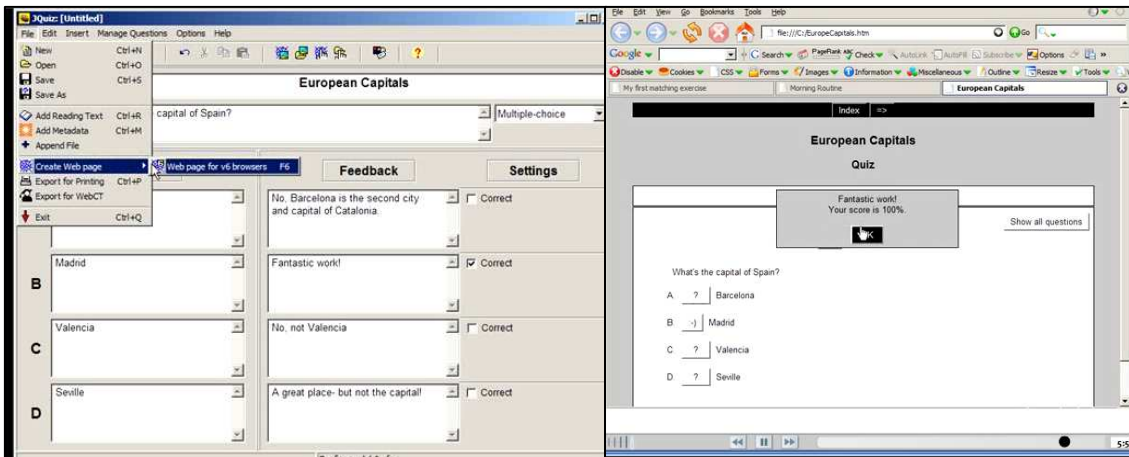 JQuiz: [Untitled]
File Edit Insert Manage Questions Options Help
New Ctrl+N
Open Ctrl+O
Save Ctrl+S
Save As
Add Reading Text Ctrl+R
Add Metadata Ctrl+M
Append File
Create Web page
Web page for v6 browsers F6
Export for Printing Ctrl+P
Export for WebCT
Exit Ctrl+Q
European Capitals
capital of Spain?
Multiple-choice
Feedback
Settings
No, Barcelona is the second city
and capital of Catalonia.
Correct
B
Madrid
Fantastic work!
Correct
C
Valencia
No, not Valencia
Correct
D
Seville
A great place- but not the capital!
Correct
File Edit View Go Bookmarks Tools Help
file:///C:/EuropeCapitals.htm
Go
Google
Search
PageRank
Check
AutoLink
AutoFill
Subscribe
Options
Disable
Cookies
CSS
Forms
Images
Information
Miscellaneous
Outline
Resize
Tools
My first matching exercise
Morning Routine
European Capitals
Index =>
European Capitals
Quiz
Fantastic work!
Your score is 100%.
Show all questions
What's the capital of Spain?
A ? Barcelona
B :-) Madrid
C ? Valencia
D ? Seville